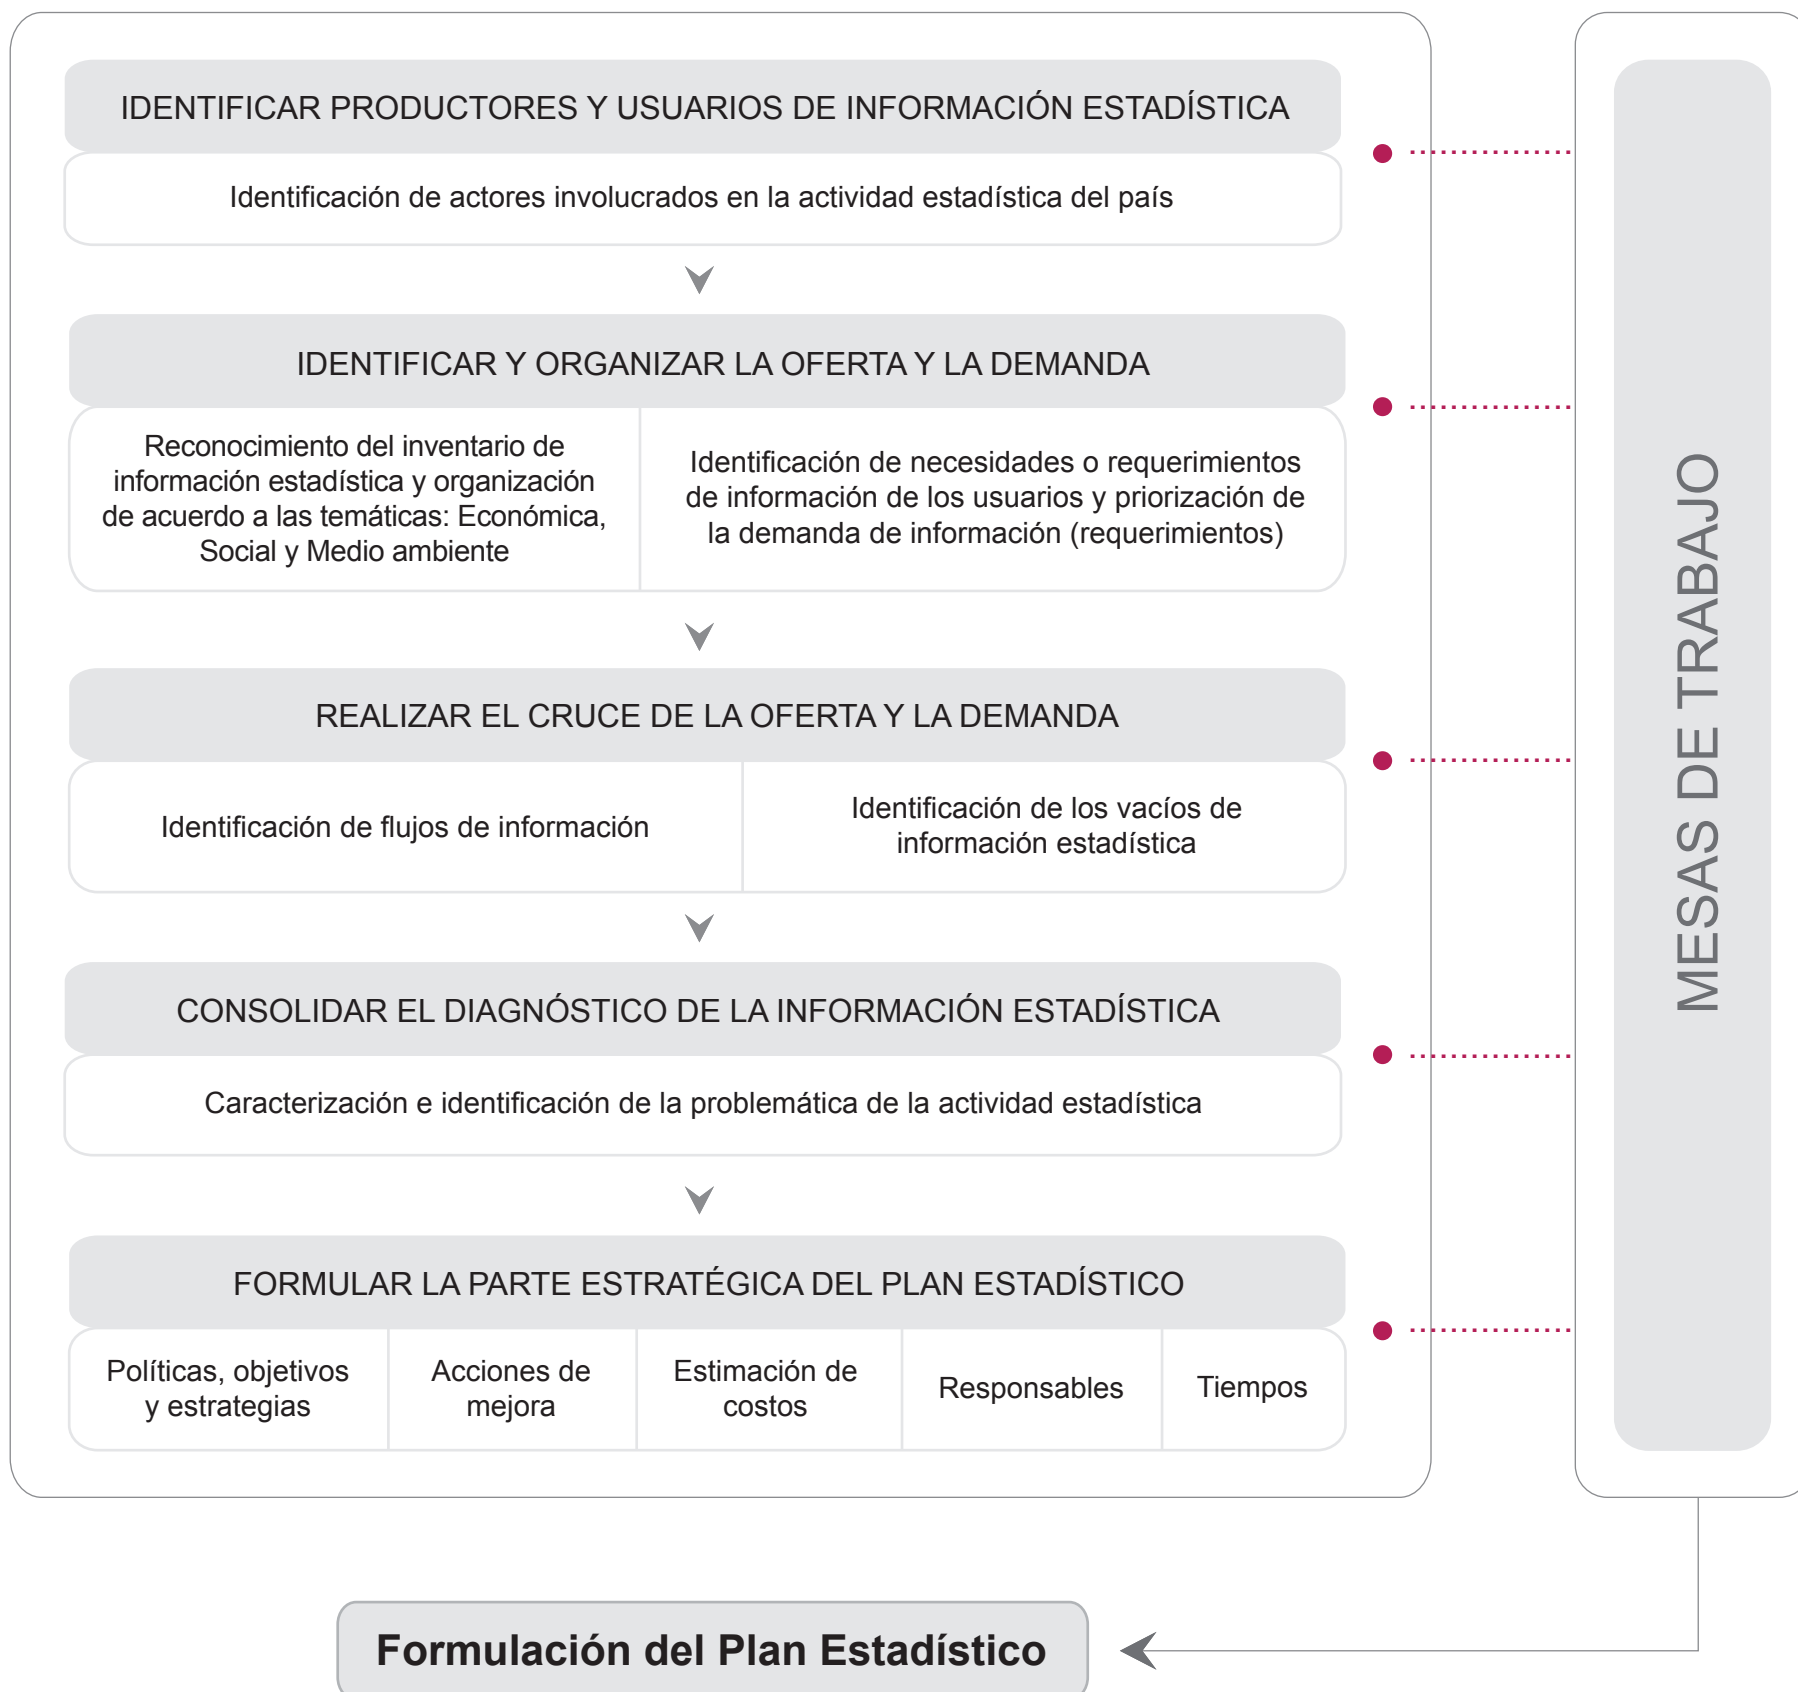 IDENTIFICAR PRODUCTORES Y USUARIOS DE INFORMACIÓN ESTADÍSTICA
Identificación de actores involucrados en la actividad estadística del país
IDENTIFICAR Y ORGANIZAR LA OFERTA Y LA DEMANDA
Reconocimiento del inventario de
información estadística y organización
de acuerdo a las temáticas: Económica,
Social y Medio ambiente
Identificación de necesidades o requerimientos
de información de los usuarios y priorización de
la demanda de información (requerimientos)
REALIZAR EL CRUCE DE LA OFERTA Y LA DEMANDA
Identificación de flujos de información
Identificación de los vacíos de
información estadística
CONSOLIDAR EL DIAGNÓSTICO DE LA INFORMACIÓN ESTADÍSTICA
Caracterización e identificación de la problemática de la actividad estadística
FORMULAR LA PARTE ESTRATÉGICA DEL PLAN ESTADÍSTICO
Políticas, objetivos
y estrategias
Acciones de
mejora
Estimación de
costos
Responsables
Tiempos
MESAS DE TRABAJO
Formulación del Plan Estadístico